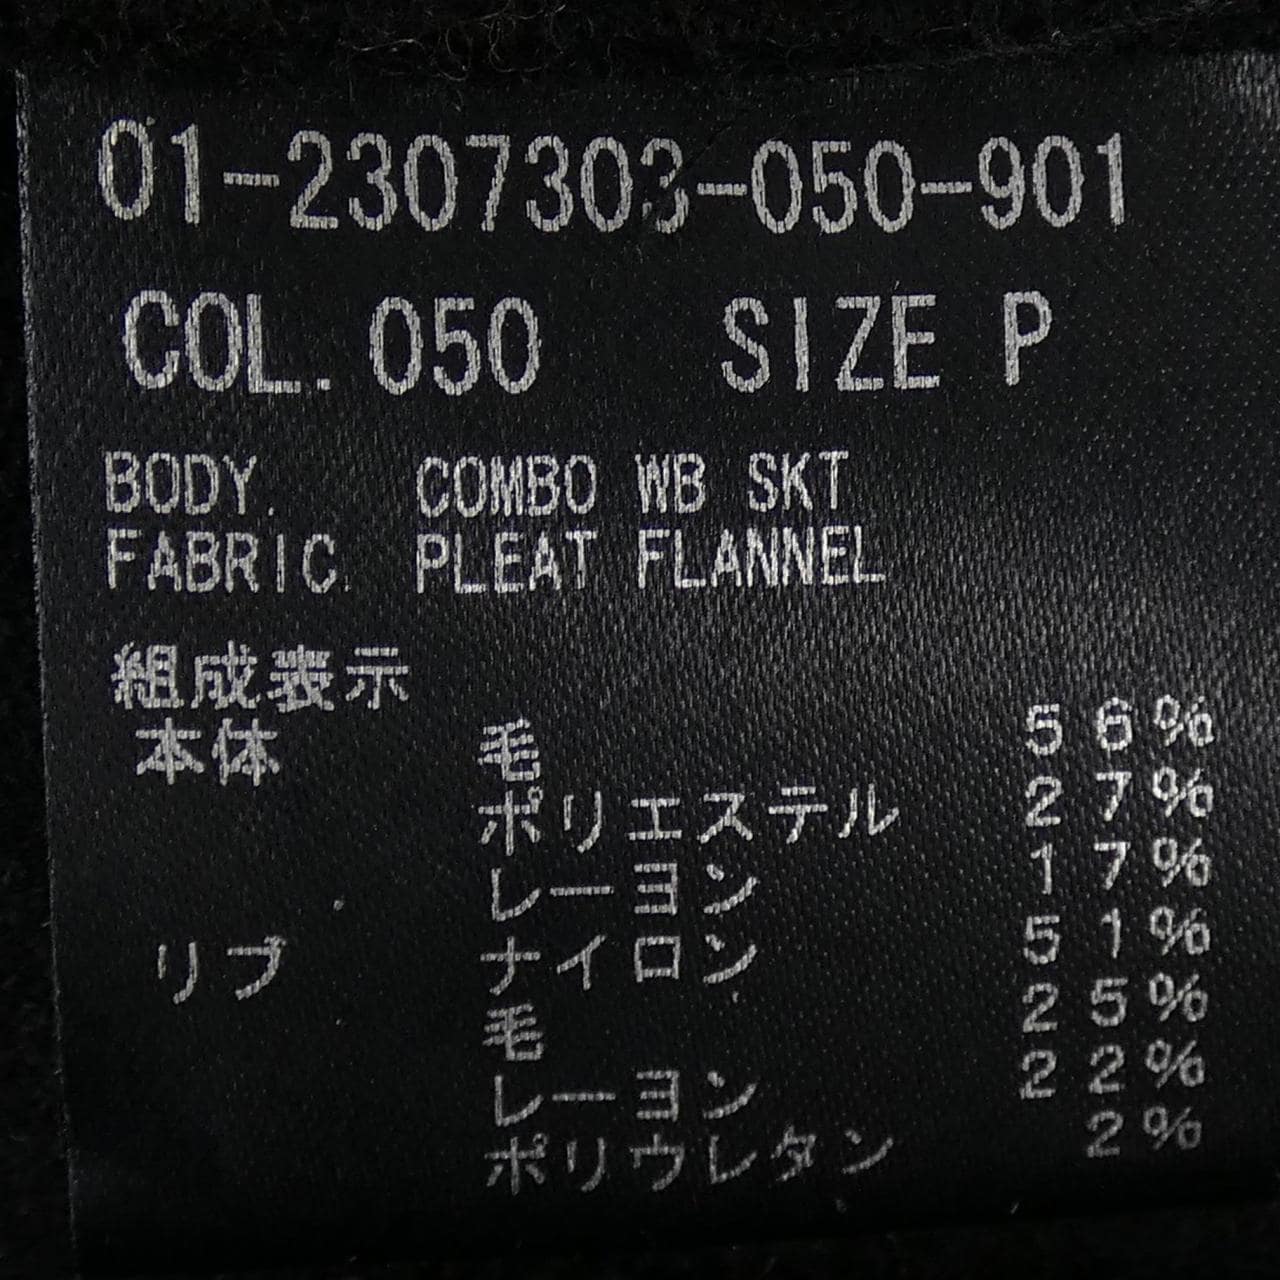 01-2307303-050-901
COL. 050 SIZE P
BODY. COMBO WB SKT
FABRIC. PLEAT FLANNEL
組成表示
本体 毛 56%
ポリエステル 27%
レーヨン 17%
リブ ナイロン 51%
毛 25%
レーヨン 22%
ポリウレタン 2%